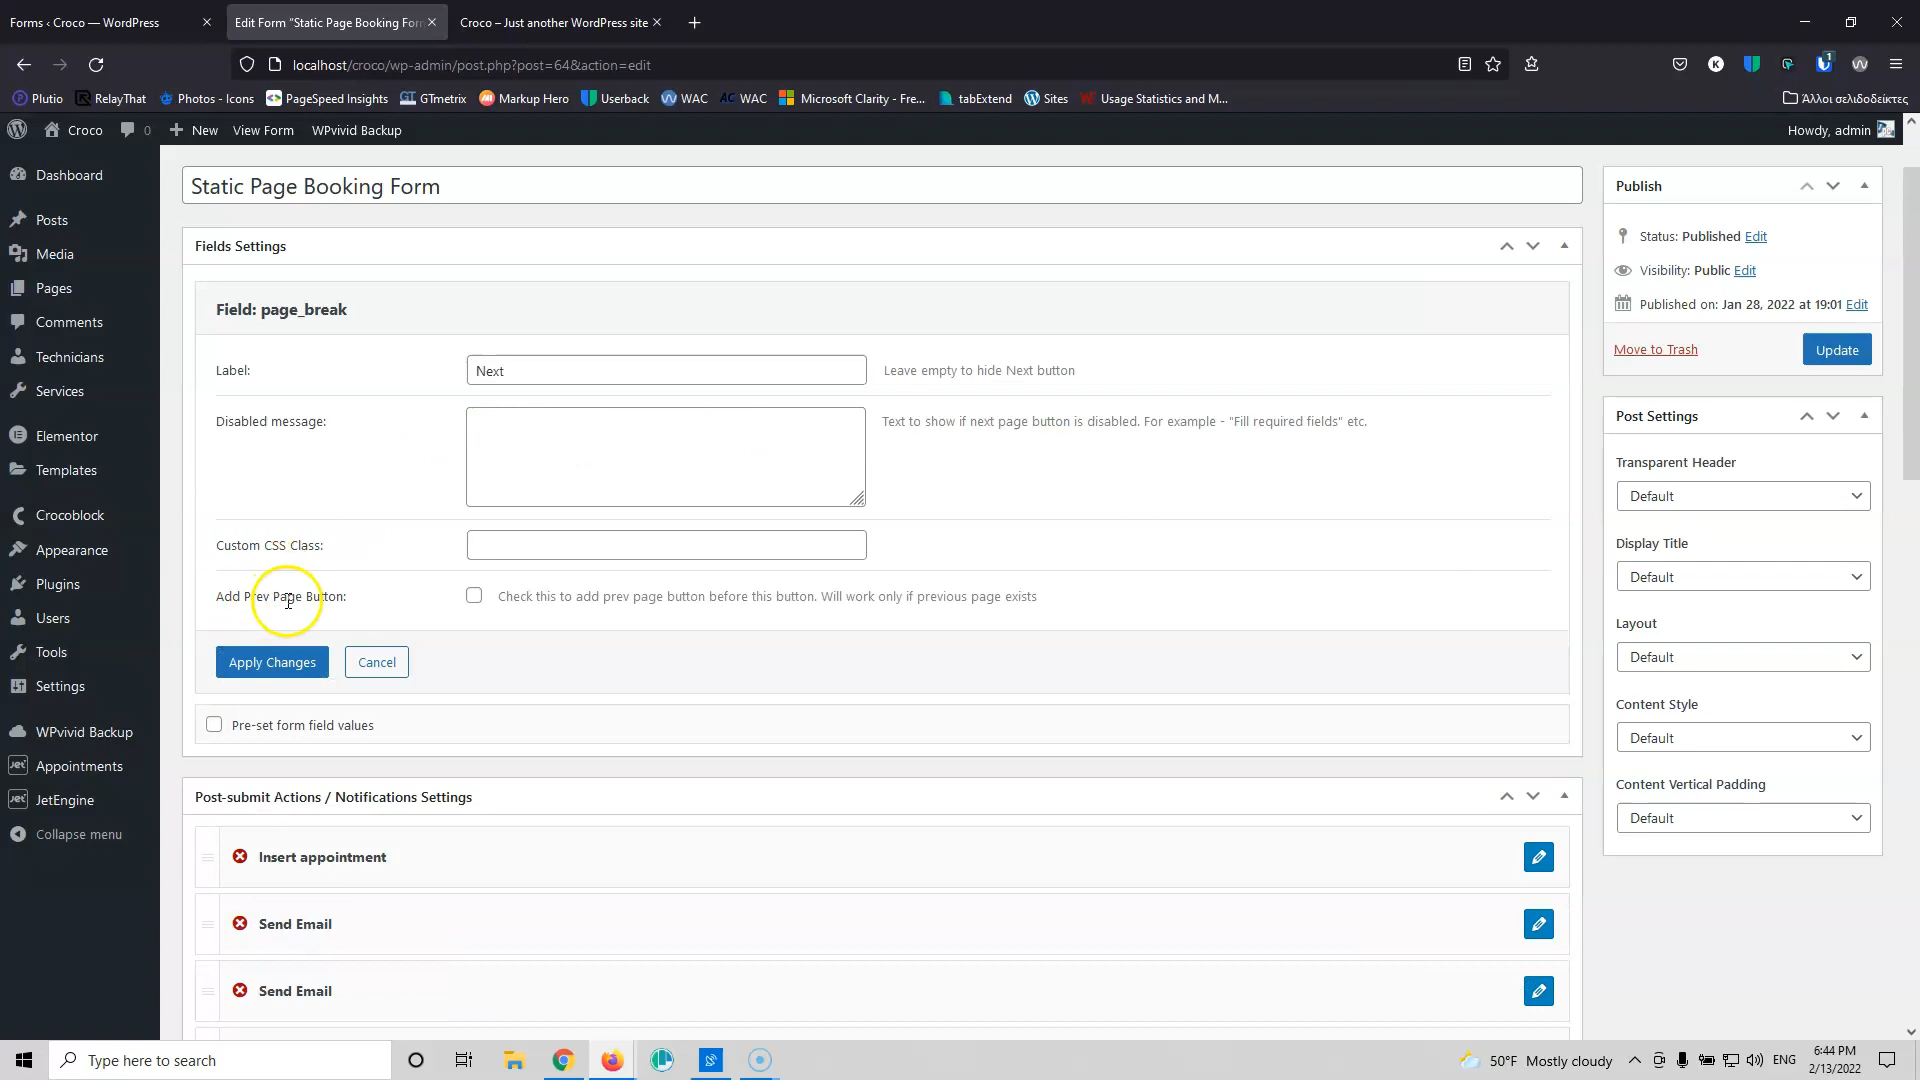 Forms ‹ Croco — WordPress
Edit Form "Static Page Booking For
Croco – Just another WordPress site
localhost/croco/wp-admin/post.php?post=64&action=edit
Plutio RelayThat Photos - Icons PageSpeed Insights GTmetrix Markup Hero Userback WAC WAC Microsoft Clarity - Fre... tabExtend Sites Usage Statistics and M... Άλλοι σελιδοδείκτες
Croco 0 New View Form WPvivid Backup Howdy, admin
Dashboard
Posts
Media
Pages
Comments
Technicians
Services
Elementor
Templates
Crocoblock
Appearance
Plugins
Users
Tools
Settings
WPvivid Backup
Appointments
JetEngine
Collapse menu
Static Page Booking Form
Fields Settings
Field: page_break
Label: Next Leave empty to hide Next button
Disabled message: Text to show if next page button is disabled. For example - "Fill required fields" etc.
Custom CSS Class:
Add Prev Page Button: Check this to add prev page button before this button. Will work only if previous page exists
Apply Changes Cancel
Pre-set form field values
Post-submit Actions / Notifications Settings
Insert appointment
Send Email
Send Email
Publish
Status: Published Edit
Visibility: Public Edit
Published on: Jan 28, 2022 at 19:01 Edit
Move to Trash Update
Post Settings
Transparent Header
Default
Display Title
Default
Layout
Default
Content Style
Default
Content Vertical Padding
Default
Type here to search
50°F Mostly cloudy ENG
6:44 PM
2/13/2022